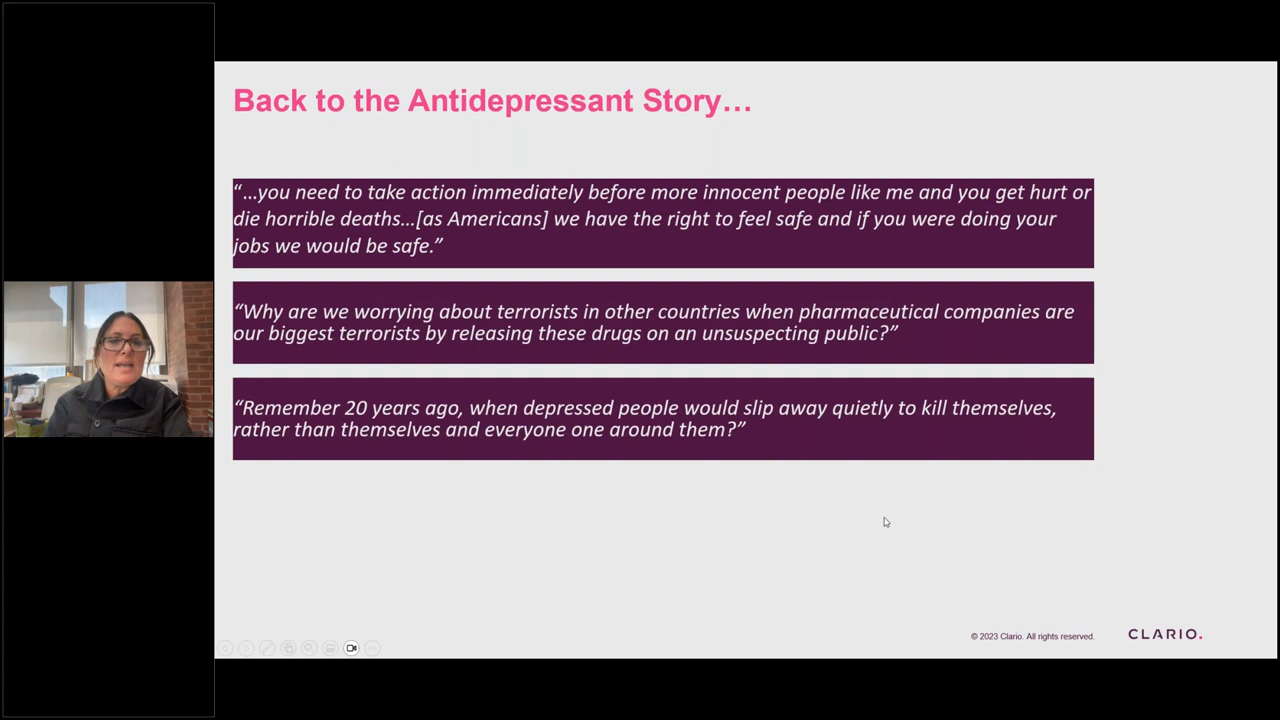 Back to the Antidepressant Story…
“…you need to take action immediately before more innocent people like me and you get hurt or
die horrible deaths…[as Americans] we have the right to feel safe and if you were doing your
jobs we would be safe.”
“Why are we worrying about terrorists in other countries when pharmaceutical companies are
our biggest terrorists by releasing these drugs on an unsuspecting public?”
“Remember 20 years ago, when depressed people would slip away quietly to kill themselves,
rather than themselves and everyone one around them?”
© 2023 Clario. All rights reserved.
CLARIO.